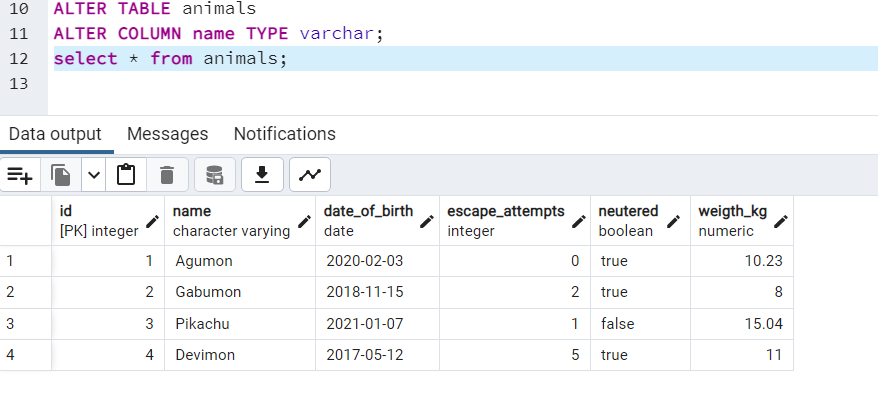 10 ALTER TABLE animals
11 ALTER COLUMN name TYPE varchar;
12 select * from animals;
13
Data output Messages Notifications
id name date_of_birth escape_attempts neutered weigth_kg
[PK] integer character varying date integer boolean numeric
1 1 Agumon 2020-02-03 0 true 10.23
2 2 Gabumon 2018-11-15 2 true 8
3 3 Pikachu 2021-01-07 1 false 15.04
4 4 Devimon 2017-05-12 5 true 11